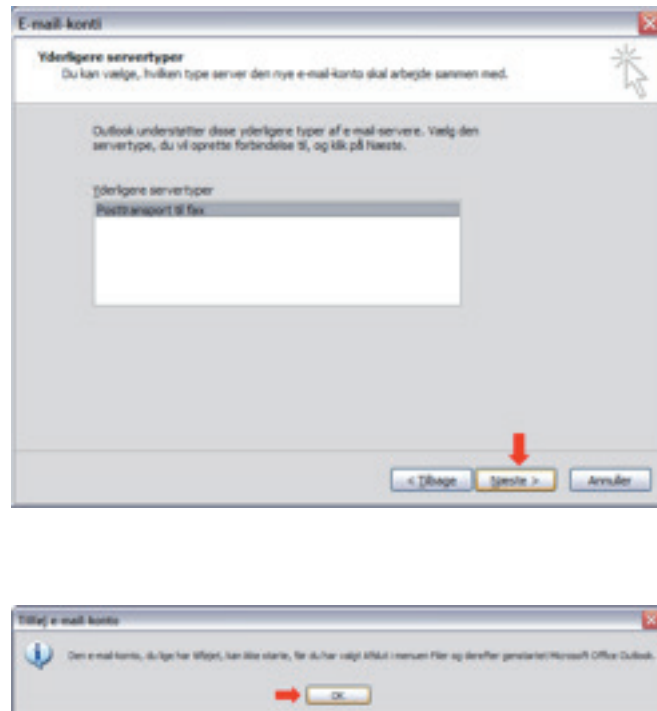 E-mail-konti
Yderligere servertyper
Du kan vælge, hvilken type server den nye e-mail-konto skal arbejde sammen med.
Outlook understøtter disse yderligere typer af e-mail-servere. Vælg den
servertype, du vil oprette forbindelse til, og klik på Næste.
Yderligere servertyper
Posttransport til fax
< Tilbage
Næste >
Annuller
Tilføj e-mail-konto
Den e-mail-konto, du lige har tilføjet, kan ikke starte, før du har valgt Afslut i menuen Filer og derefter genstartet Microsoft Office Outlook.
OK